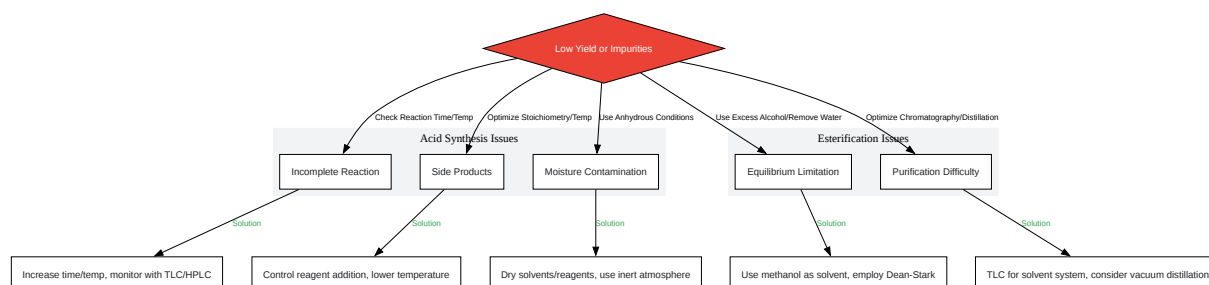 Low Yield or Impurities
Check Reaction Time/Temp
Optimize Stoichiometry/Temp
Use Anhydrous Conditions
Use Excess Alcohol/Remove Water
Optimize Chromatography/Distillation
Acid Synthesis Issues
Esterification Issues
Incomplete Reaction
Side Products
Moisture Contamination
Equilibrium Limitation
Purification Difficulty
Solution
Solution
Solution
Solution
Solution
Increase time/temp, monitor with TLC/HPLC
Control reagent addition, lower temperature
Dry solvents/reagents, use inert atmosphere
Use methanol as solvent, employ Dean-Stark
TLC for solvent system, consider vacuum distillation